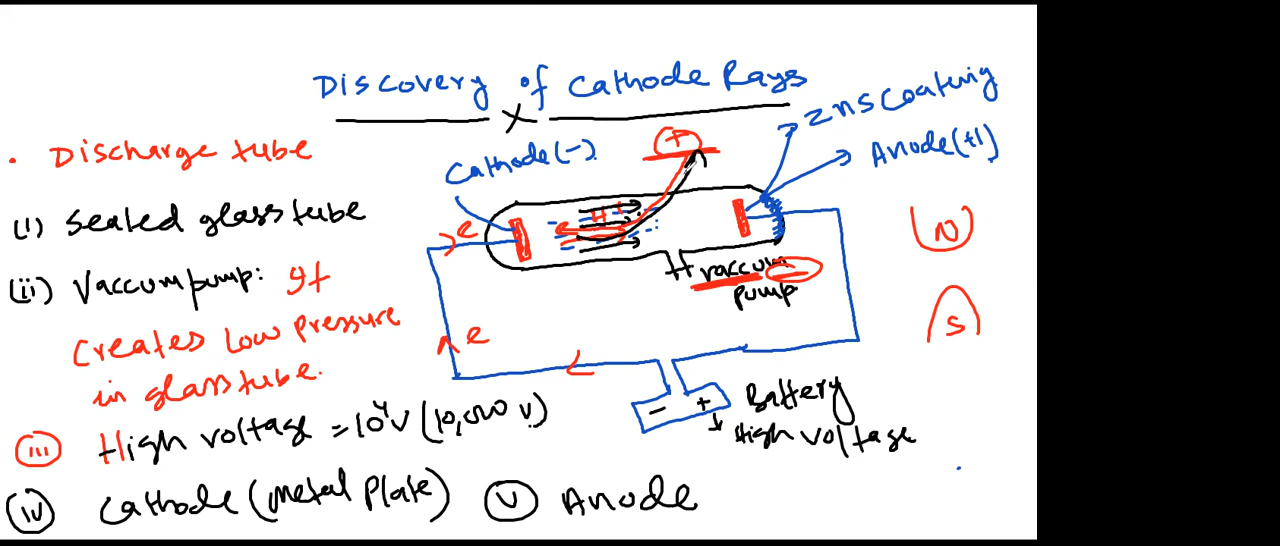 Discovery of Cathode Rays
x
ZnS Coating
Anode(+)
Cathode(-)
+
• Discharge tube
(i) Sealed glass tube
e
H
N
(ii) Vaccum pump: It
vaccum
pump
Creates Low Pressure
e
S
in glass tube.
- +
Battery
High voltage
(iii) High voltage = 10⁴V (10,000 V)
(iv) Cathode (metal Plate) (V) Anode